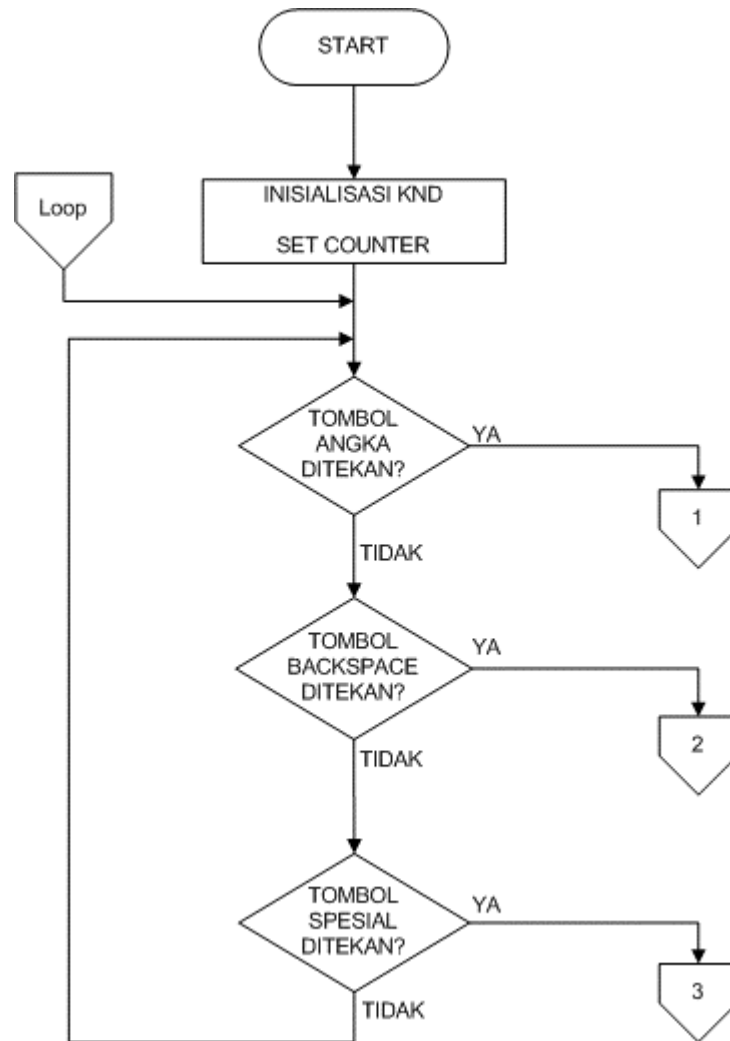 START
INISIALISASI KND
SET COUNTER
Loop
TOMBOL
ANGKA
DITEKAN?
YA
1
TIDAK
TOMBOL
BACKSPACE
DITEKAN?
YA
2
TIDAK
TOMBOL
SPESIAL
DITEKAN?
YA
3
TIDAK